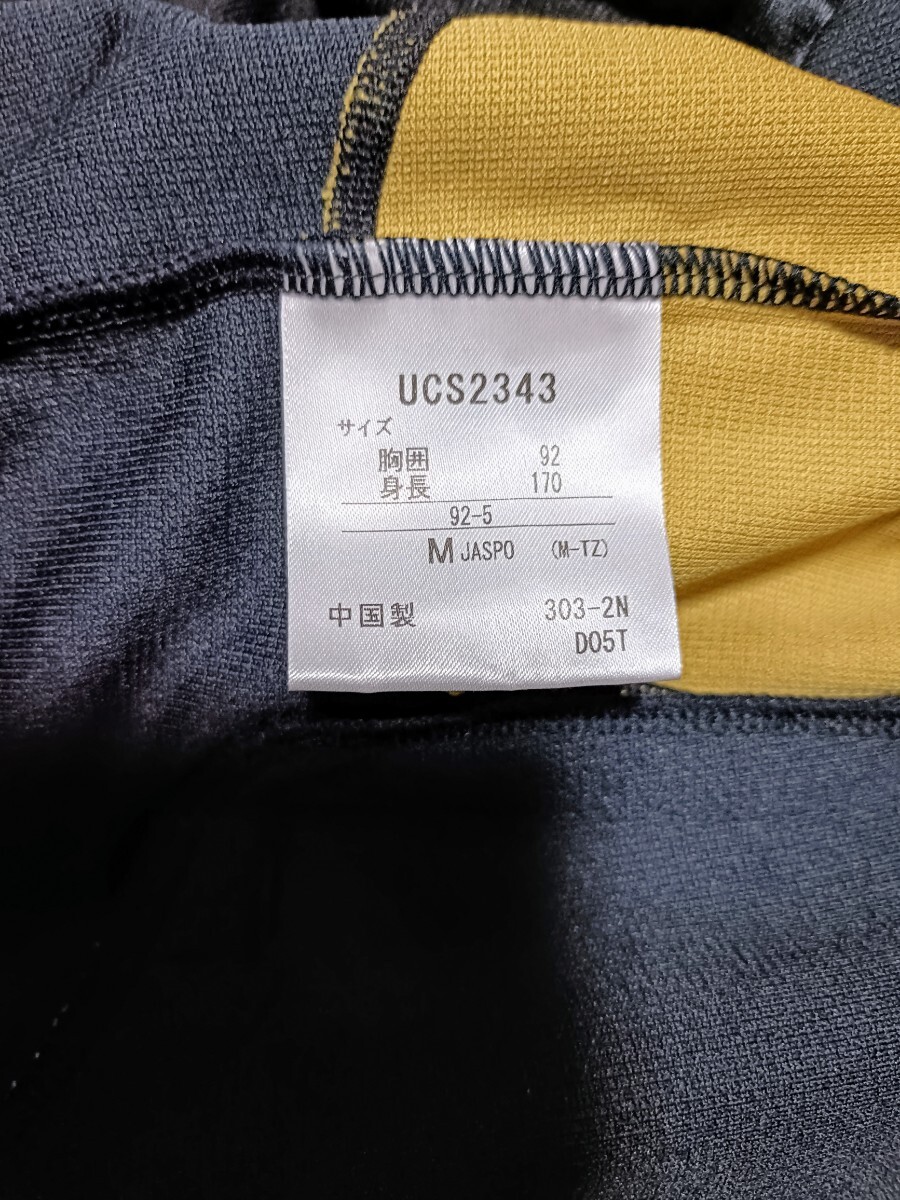 UCS2343
サイズ
胸囲 92
身長 170
92-5
M JASPO (M-TZ)
中国製 303-2N
D05T